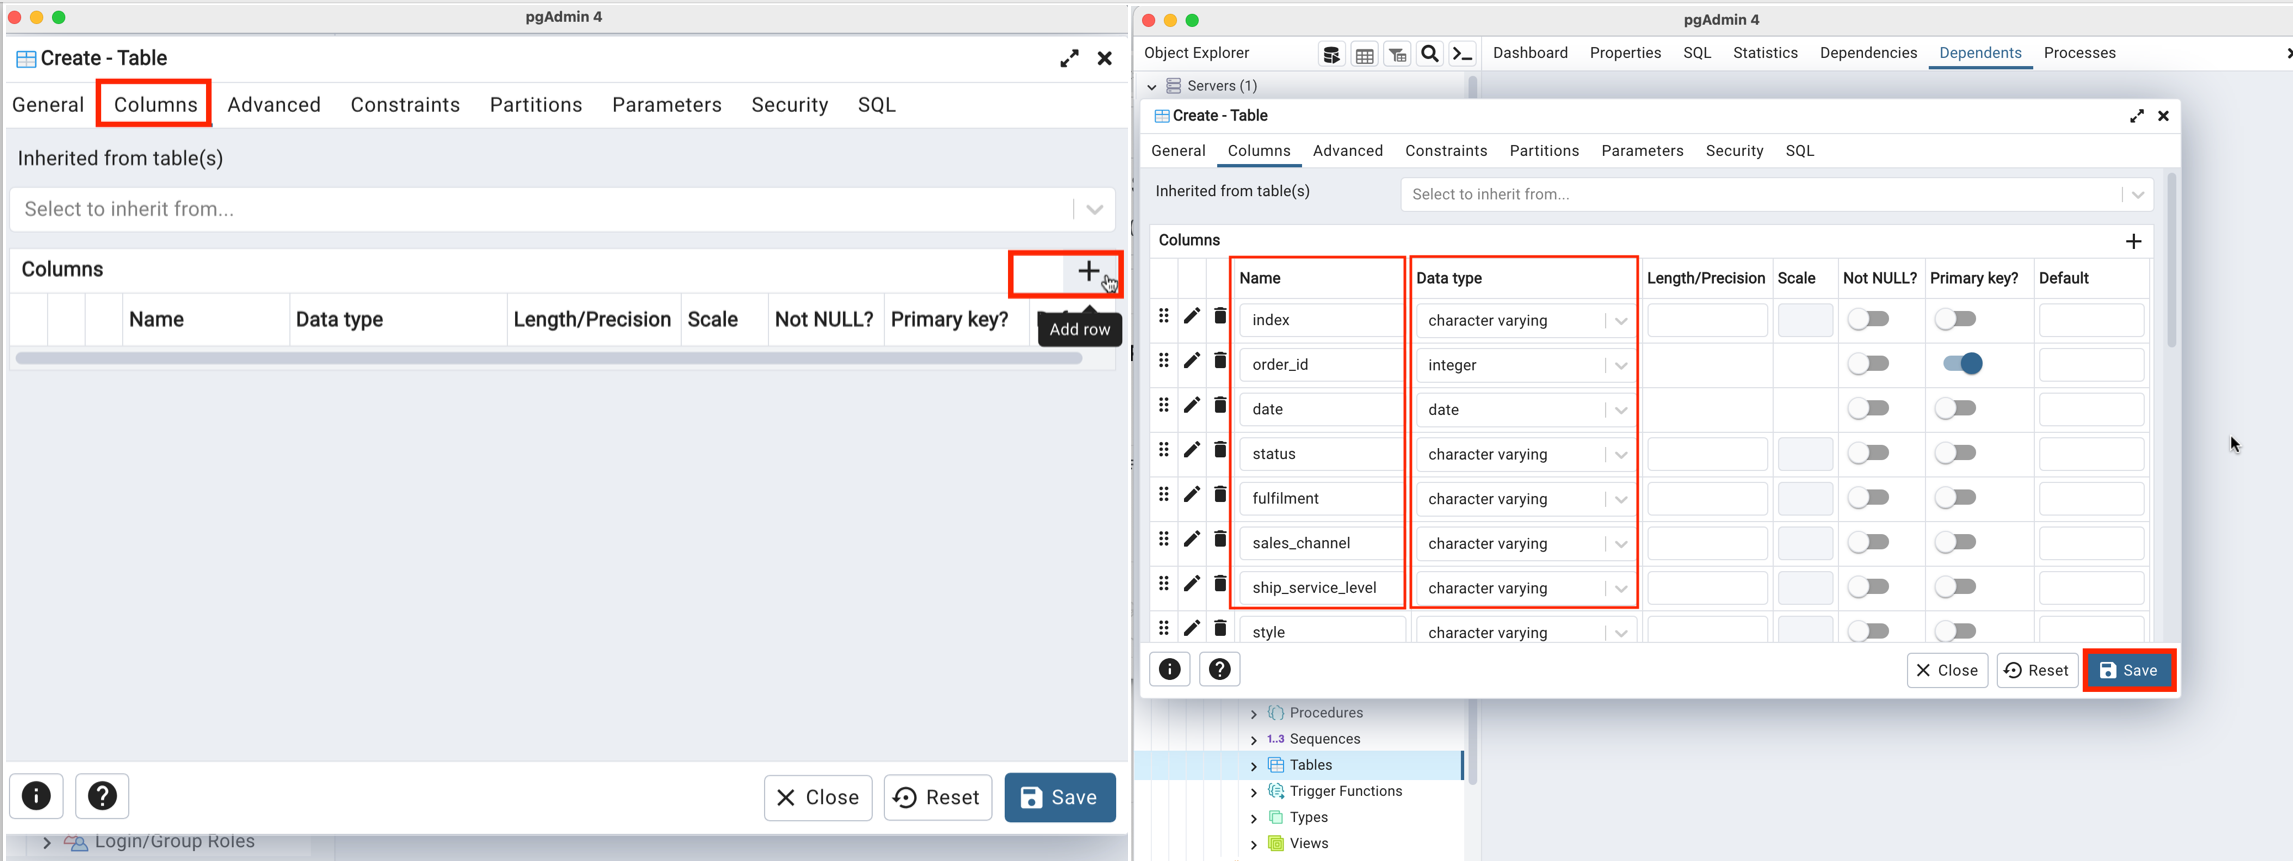 pgAdmin 4
Create - Table
General Columns Advanced Constraints Partitions Parameters Security SQL
Inherited from table(s)
Select to inherit from...
Columns
Name Data type Length/Precision Scale Not NULL? Primary key?
Add row
Close Reset Save
Login/Group Roles
pgAdmin 4
Object Explorer Dashboard Properties SQL Statistics Dependencies Dependents Processes
Servers (1)
Create - Table
General Columns Advanced Constraints Partitions Parameters Security SQL
Inherited from table(s) Select to inherit from...
Columns
Name Data type Length/Precision Scale Not NULL? Primary key? Default
index character varying
order_id integer
date date
status character varying
fulfilment character varying
sales_channel character varying
ship_service_level character varying
style character varying
Close Reset Save
Procedures
1..3 Sequences
Tables
Trigger Functions
Types
Views